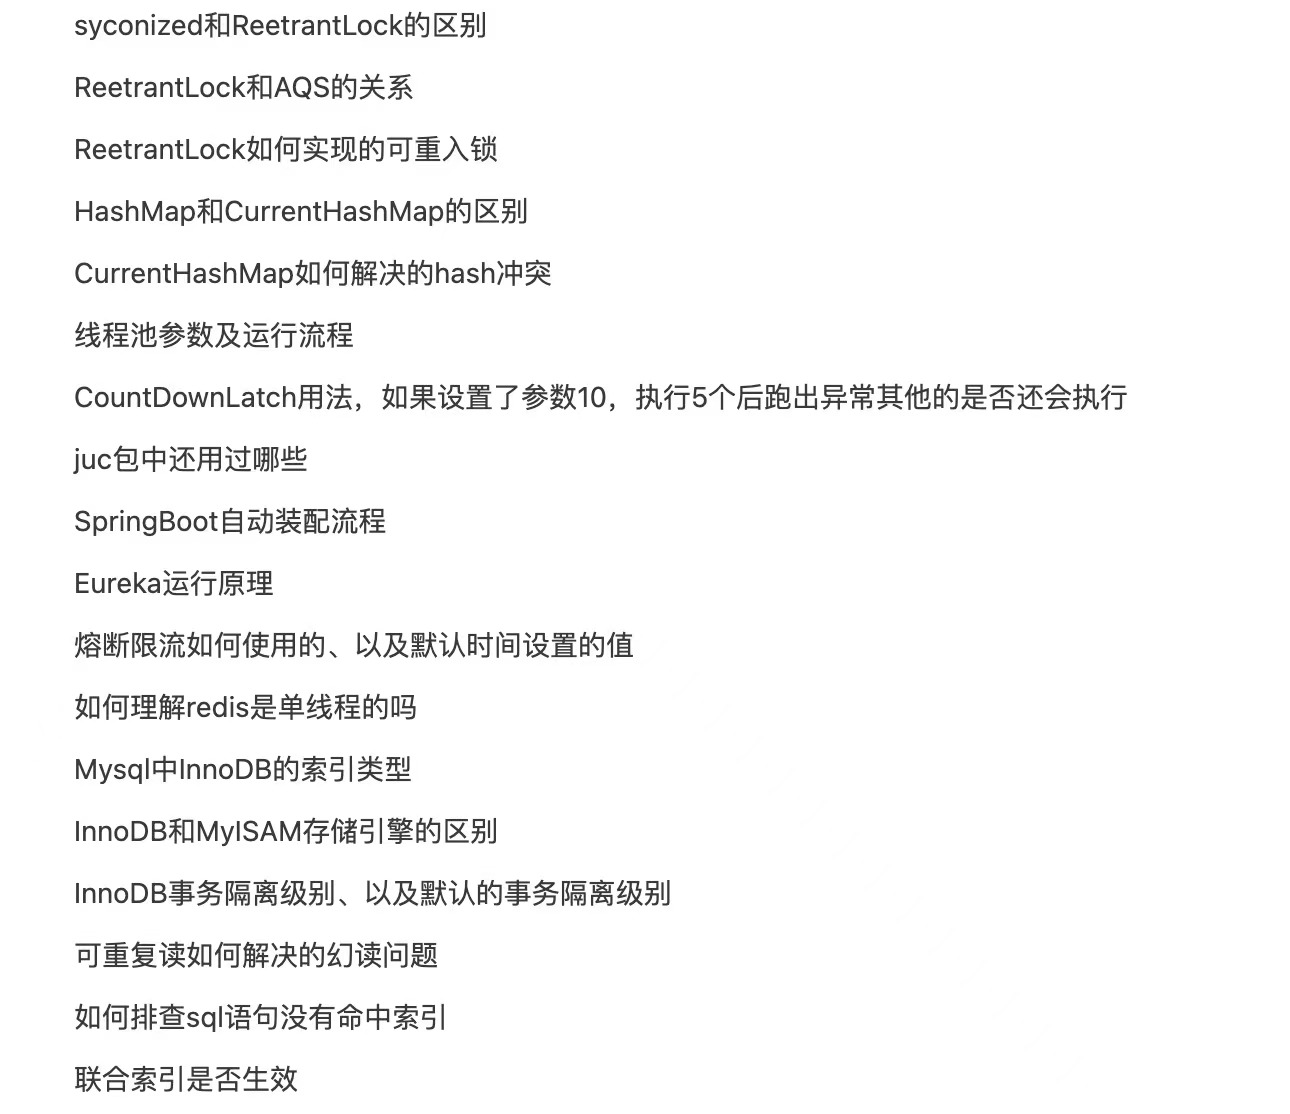 syconized和ReetrantLock的区别
ReetrantLock和AQS的关系
ReetrantLock如何实现的可重入锁
HashMap和CurrentHashMap的区别
CurrentHashMap如何解决的hash冲突
线程池参数及运行流程
CountDownLatch用法，如果设置了参数10，执行5个后跑出异常其他的是否还会执行
juc包中还用过哪些
SpringBoot自动装配流程
Eureka运行原理
熔断限流如何使用的、以及默认时间设置的值
如何理解redis是单线程的吗
Mysql中InnoDB的索引类型
InnoDB和MyISAM存储引擎的区别
InnoDB事务隔离级别、以及默认的事务隔离级别
可重复读如何解决的幻读问题
如何排查sql语句没有命中索引
联合索引是否生效